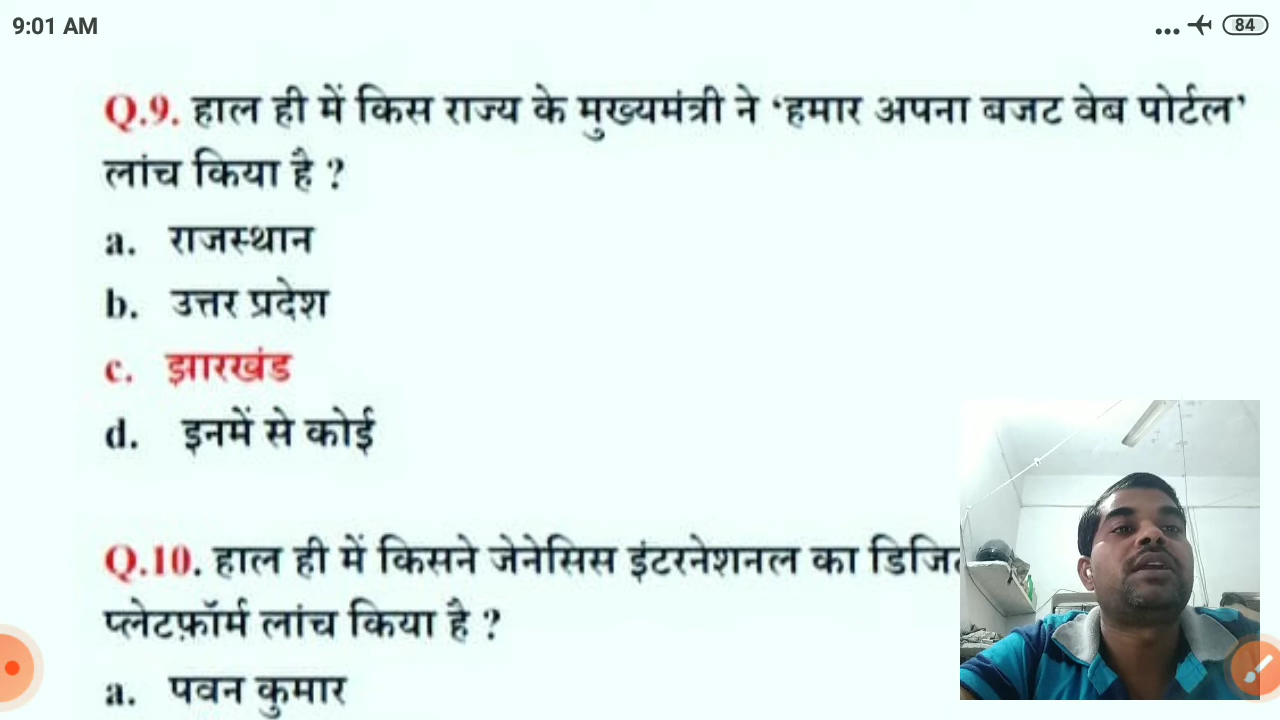 9:01 AM
84
Q.9. हाल ही में किस राज्य के मुख्यमंत्री ने ‘हमार अपना बजट वेब पोर्टल’
लांच किया है ?
a. राजस्थान
b. उत्तर प्रदेश
c. झारखंड
d. इनमें से कोई
Q.10. हाल ही में किसने जेनेसिस इंटरनेशनल का
प्लेटफ़ॉर्म लांच किया है ?
a. पवन कुमार